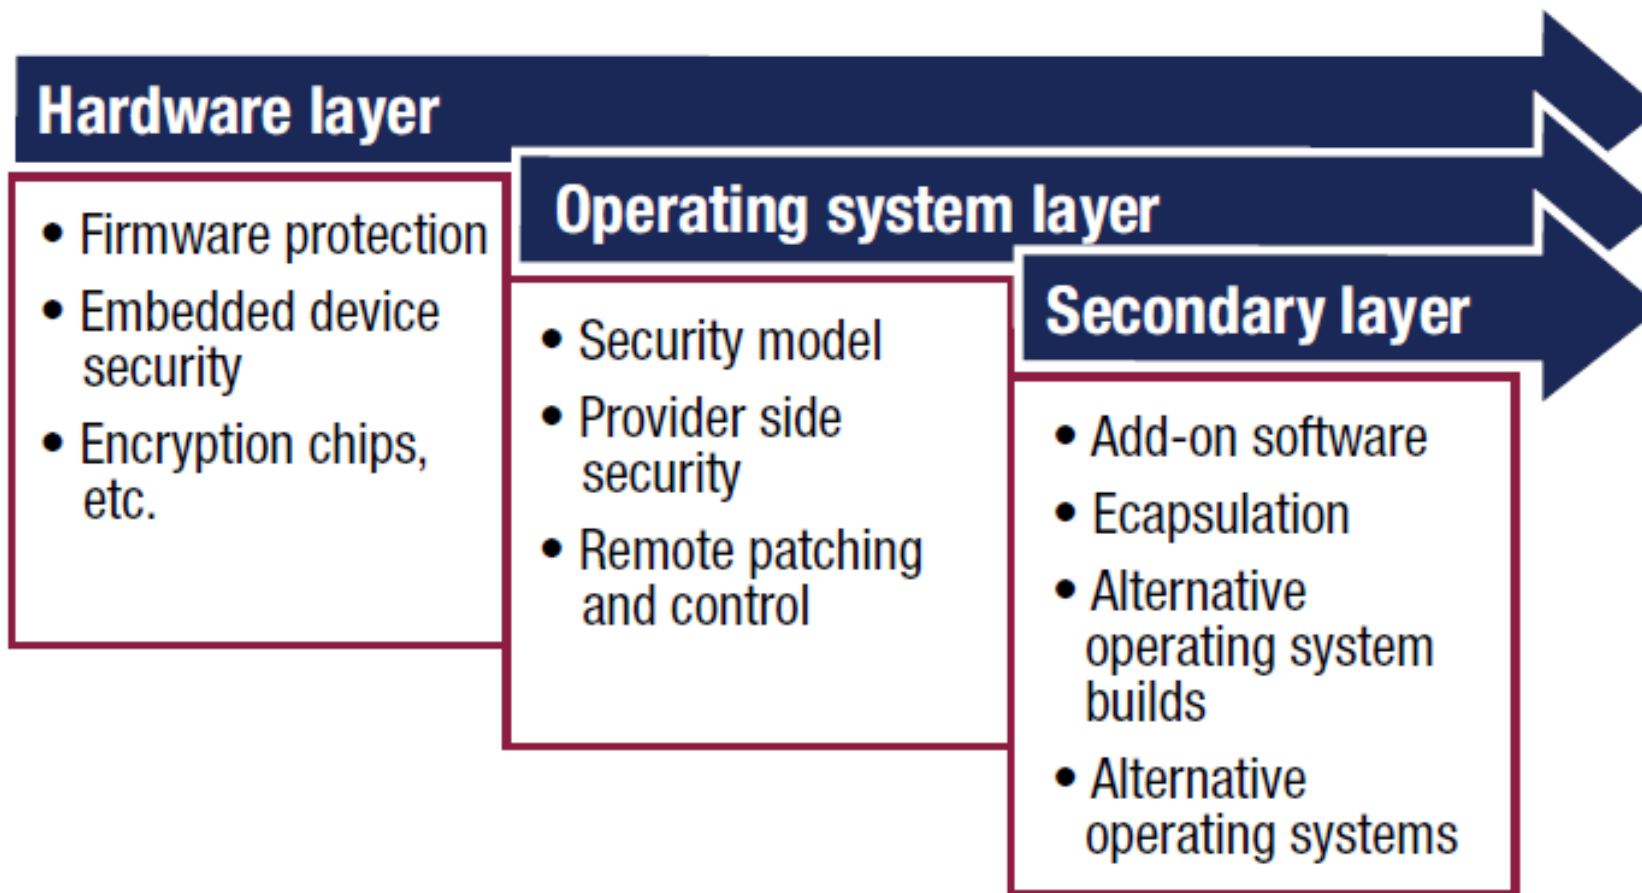 Hardware layer
• Firmware protection
• Embedded device
security
• Encryption chips,
etc.
Operating system layer
• Security model
• Provider side
security
• Remote patching
and control
Secondary layer
• Add-on software
• Ecapsulation
• Alternative
operating system
builds
• Alternative
operating systems